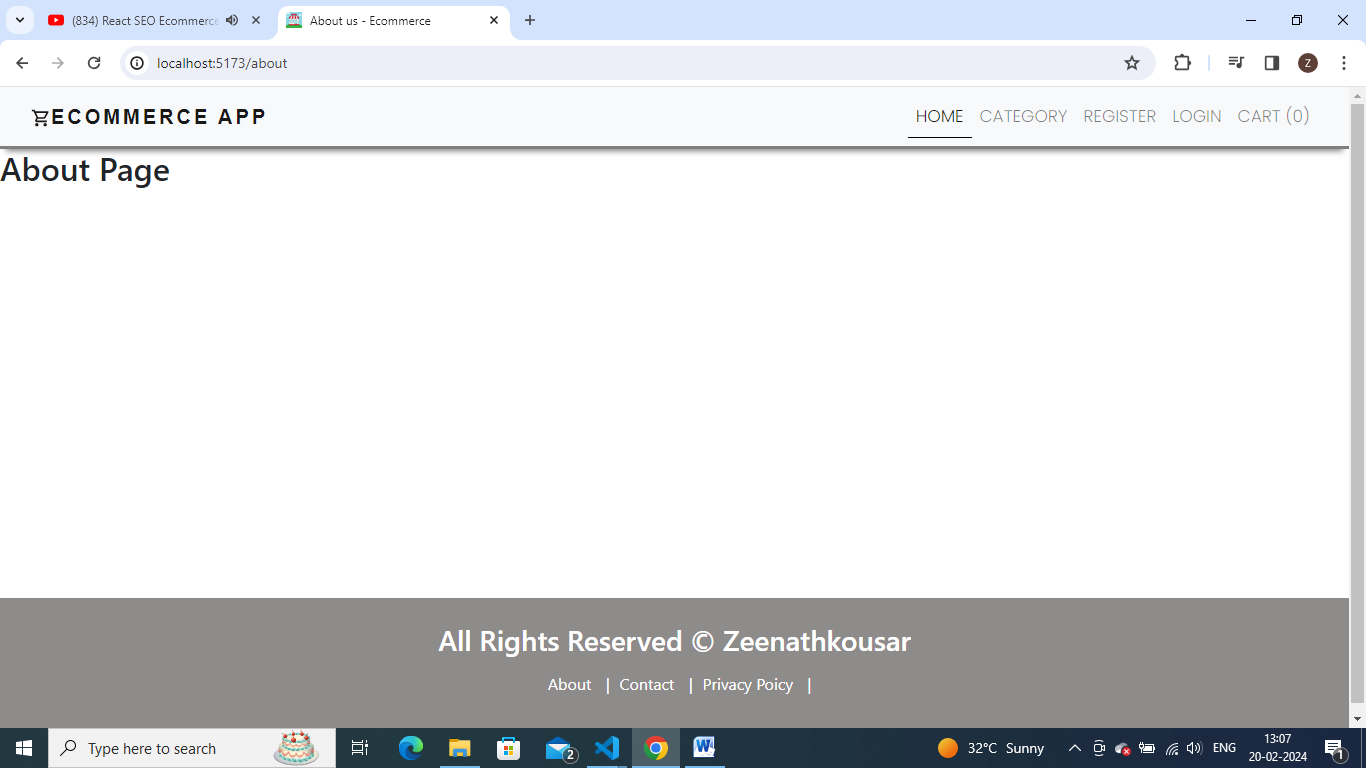 (834) React SEO Ecommerce
About us - Ecommerce
localhost:5173/about
Z
ECOMMERCE APP
HOME CATEGORY REGISTER LOGIN CART (0)
About Page
All Rights Reserved © Zeenathkousar
About | Contact | Privacy Poicy |
Type here to search
2
32°C Sunny
ENG
13:07
20-02-2024
1